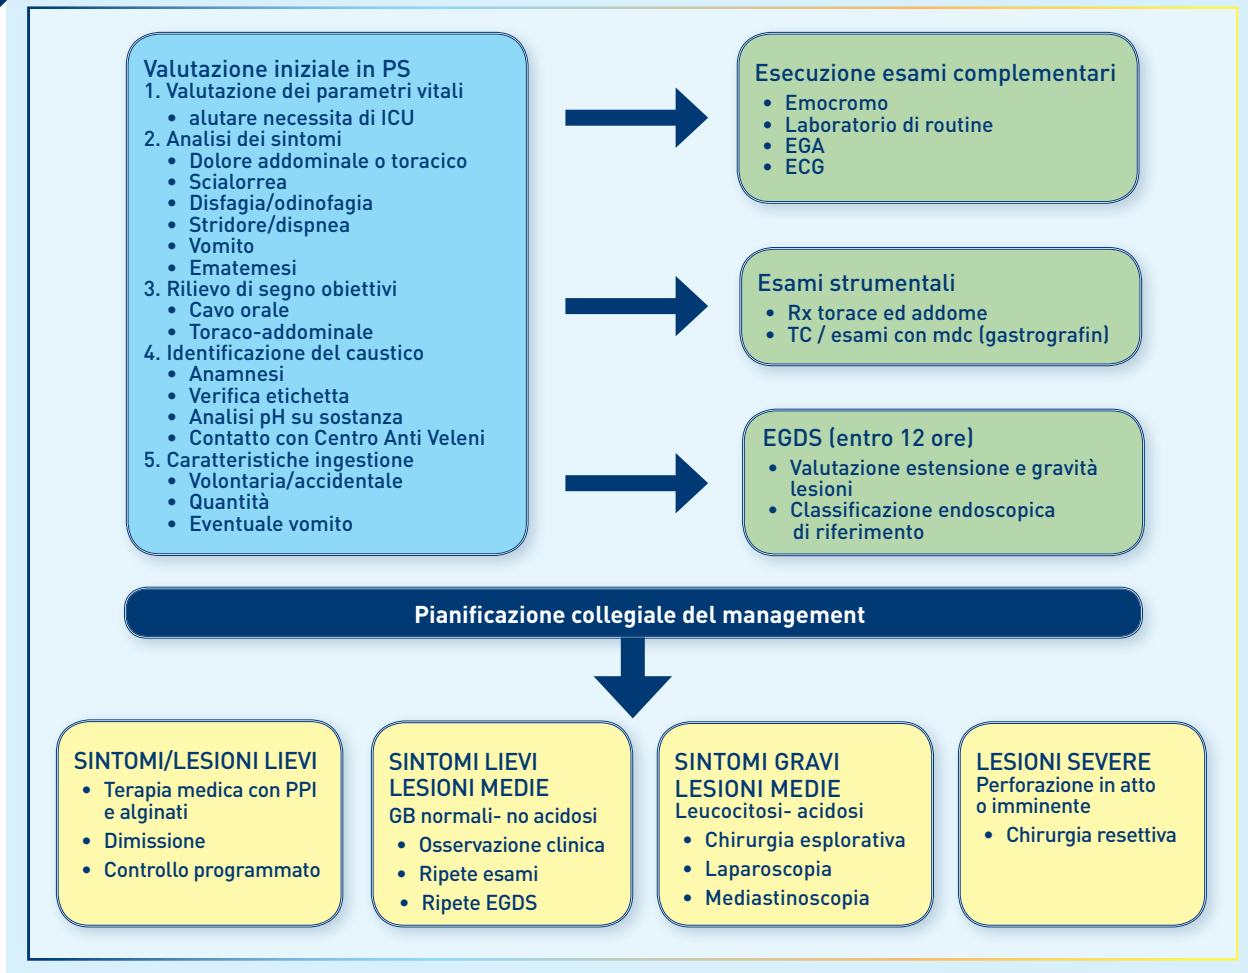 Valutazione iniziale in PS
1. Valutazione dei parametri vitali
• alutare necessita di ICU
2. Analisi dei sintomi
• Dolore addominale o toracico
• Scialorrea
• Disfagia/odinofagia
• Stridore/dispnea
• Vomito
• Ematemesi
3. Rilievo di segno obiettivi
• Cavo orale
• Toraco-addominale
4. Identificazione del caustico
• Anamnesi
• Verifica etichetta
• Analisi pH su sostanza
• Contatto con Centro Anti Veleni
5. Caratteristiche ingestione
• Volontaria/accidentale
• Quantità
• Eventuale vomito
Esecuzione esami complementari
• Emocromo
• Laboratorio di routine
• EGA
• ECG
Esami strumentali
• Rx torace ed addome
• TC / esami con mdc (gastrografin)
EGDS (entro 12 ore)
• Valutazione estensione e gravità
lesioni
• Classificazione endoscopica
di riferimento
Pianificazione collegiale del management
SINTOMI/LESIONI LIEVI
• Terapia medica con PPI
e alginati
• Dimissione
• Controllo programmato
SINTOMI LIEVI
LESIONI MEDIE
GB normali- no acidosi
• Osservazione clinica
• Ripete esami
• Ripete EGDS
SINTOMI GRAVI
LESIONI MEDIE
Leucocitosi- acidosi
• Chirurgia esplorativa
• Laparoscopia
• Mediastinoscopia
LESIONI SEVERE
Perforazione in atto
o imminente
• Chirurgia resettiva